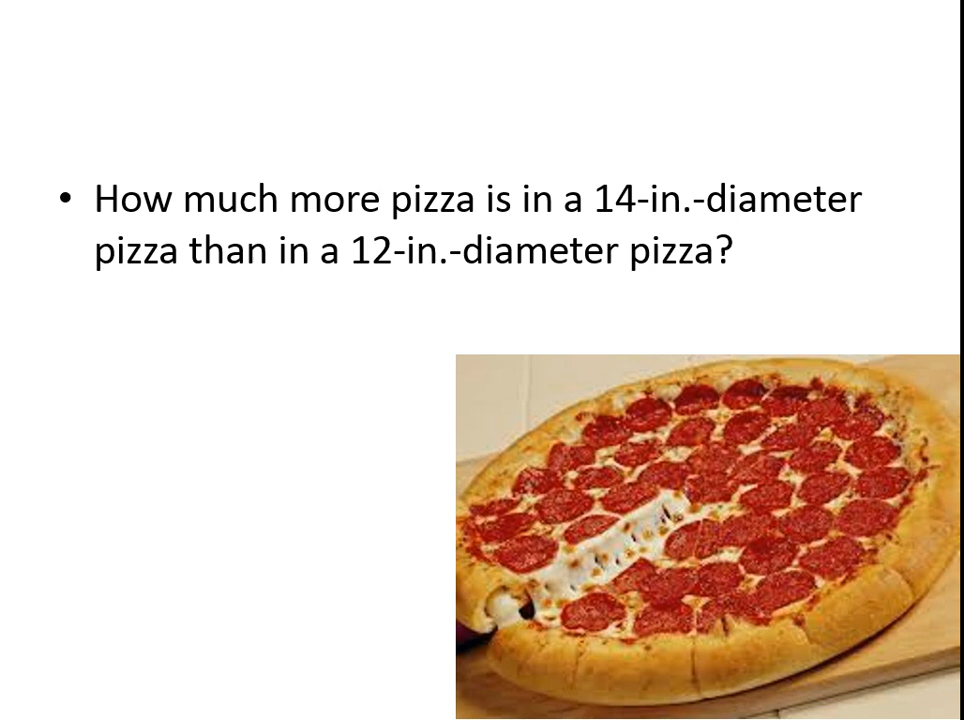 • How much more pizza is in a 14-in.-diameter
pizza than in a 12-in.-diameter pizza?